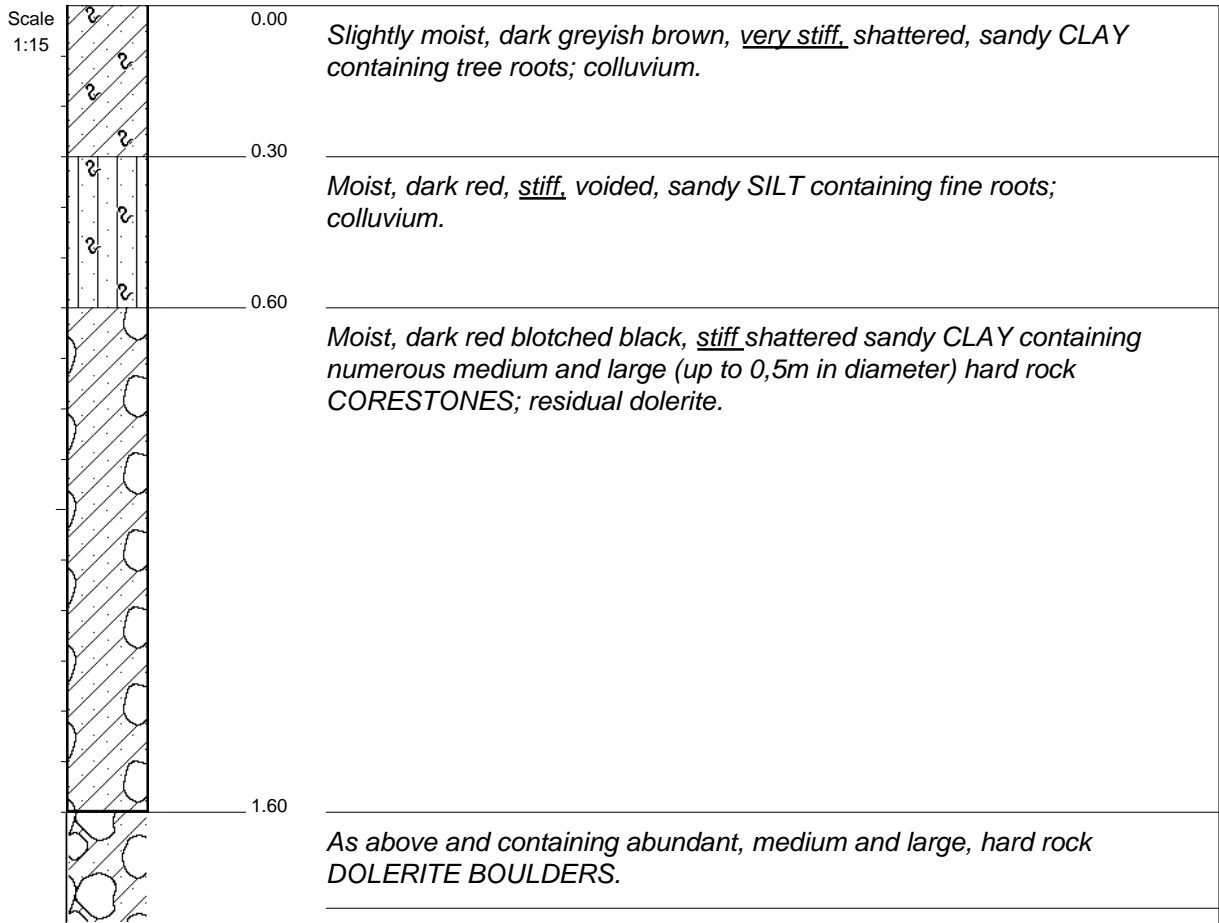 Scale
1:15
0.00
Slightly moist, dark greyish brown, very stiff, shattered, sandy CLAY
containing tree roots; colluvium.
0.30
Moist, dark red, stiff, voided, sandy SILT containing fine roots;
colluvium.
0.60
Moist, dark red blotched black, stiff shattered sandy CLAY containing
numerous medium and large (up to 0,5m in diameter) hard rock
CORESTONES; residual dolerite.
1.60
As above and containing abundant, medium and large, hard rock
DOLERITE BOULDERS.